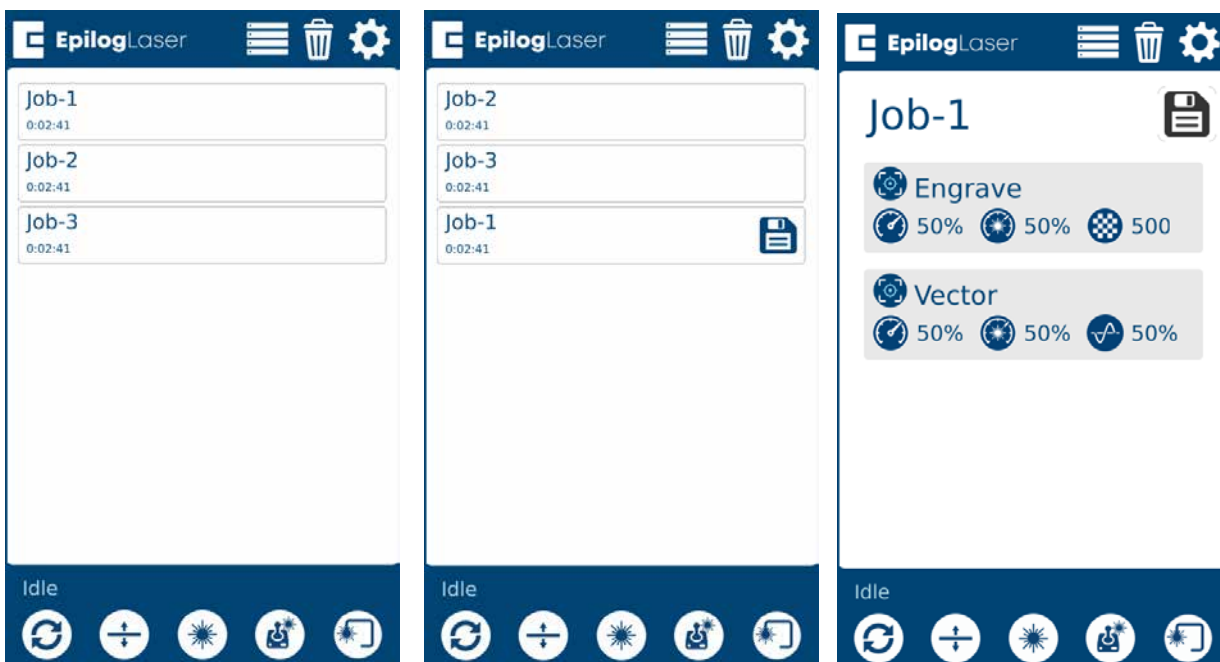 EpilogLaser
Job-1
0:02:41
Job-2
0:02:41
Job-3
0:02:41
Idle
EpilogLaser
Job-2
0:02:41
Job-3
0:02:41
Job-1
0:02:41
Idle
EpilogLaser
Job-1
Engrave
50% 50% 500
Vector
50% 50% 50%
Idle